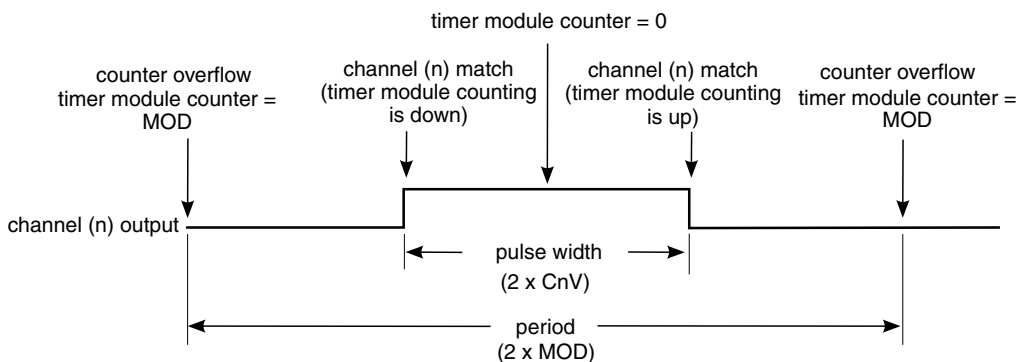 timer module counter = 0
counter overflow
timer module counter =
MOD
channel (n) match
(timer module counting
is down)
channel (n) match
(timer module counting
is up)
counter overflow
timer module counter =
MOD
channel (n) output
pulse width
(2 x CnV)
period
(2 x MOD)